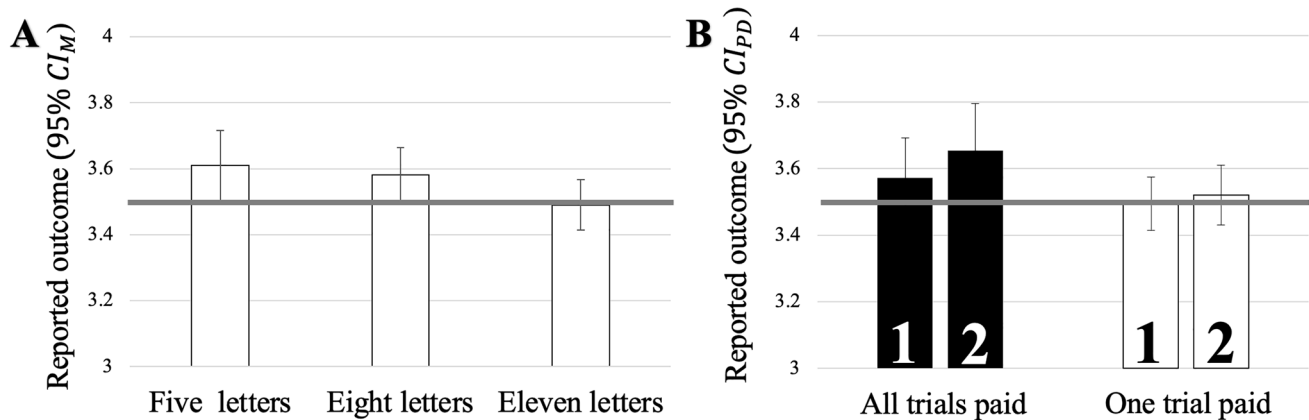 A
Reported outcome (95% CI_M)
4
3.8
3.6
3.4
3.2
3
Five letters
Eight letters
Eleven letters
B
Reported outcome (95% CI_PD)
4
3.8
3.6
3.4
3.2
3
1
2
1
2
All trials paid
One trial paid